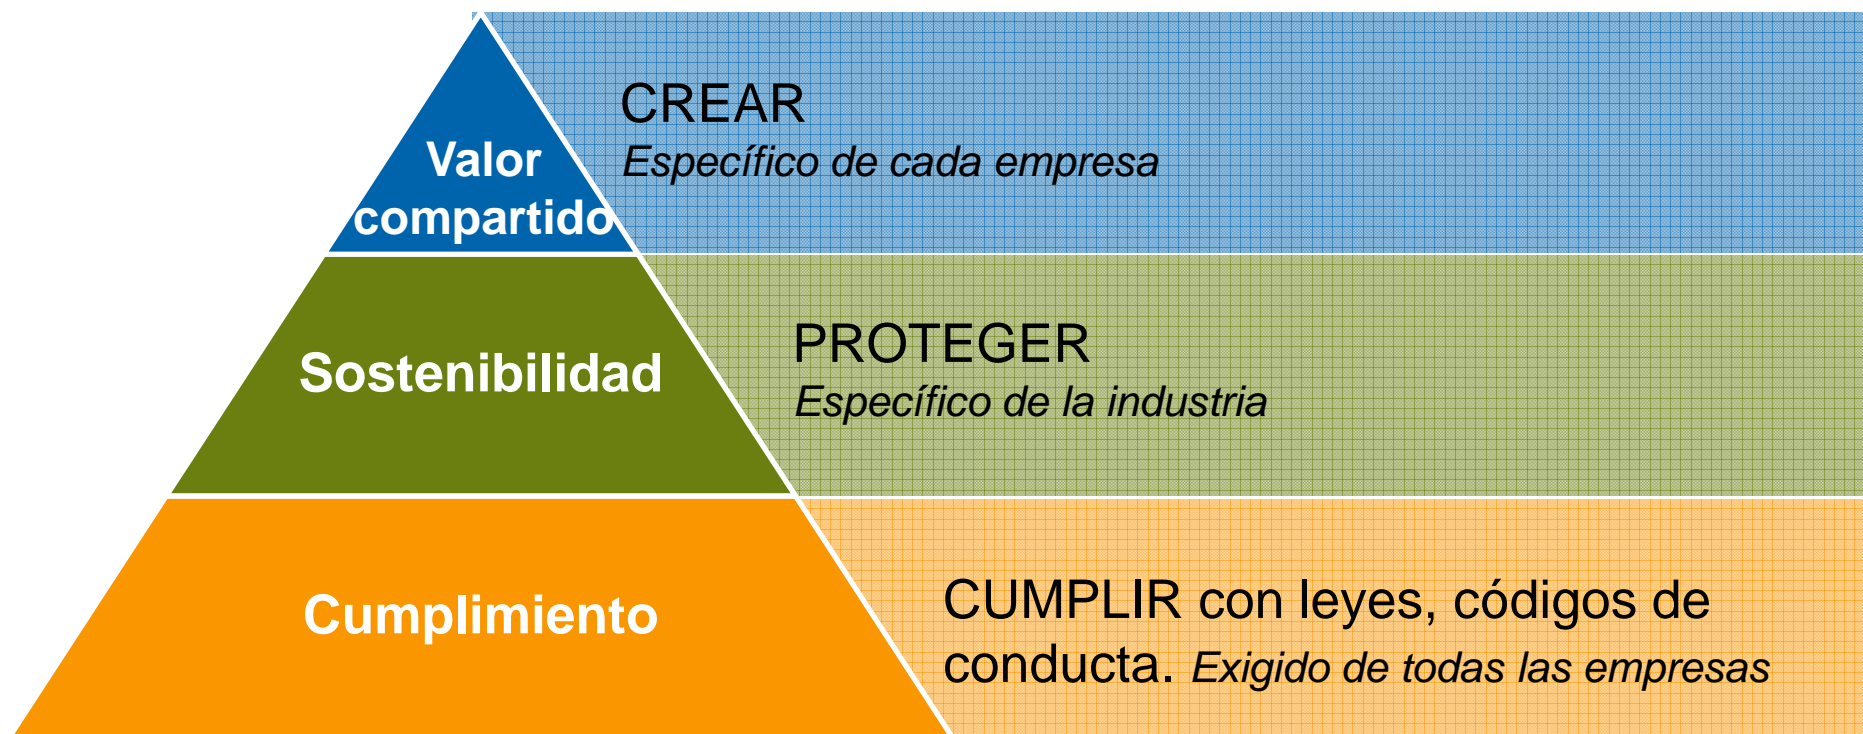 Valor
compartido
CREAR
Específico de cada empresa
Sostenibilidad
PROTEGER
Específico de la industria
Cumplimiento
CUMPLIR con leyes, códigos de
conducta. Exigido de todas las empresas